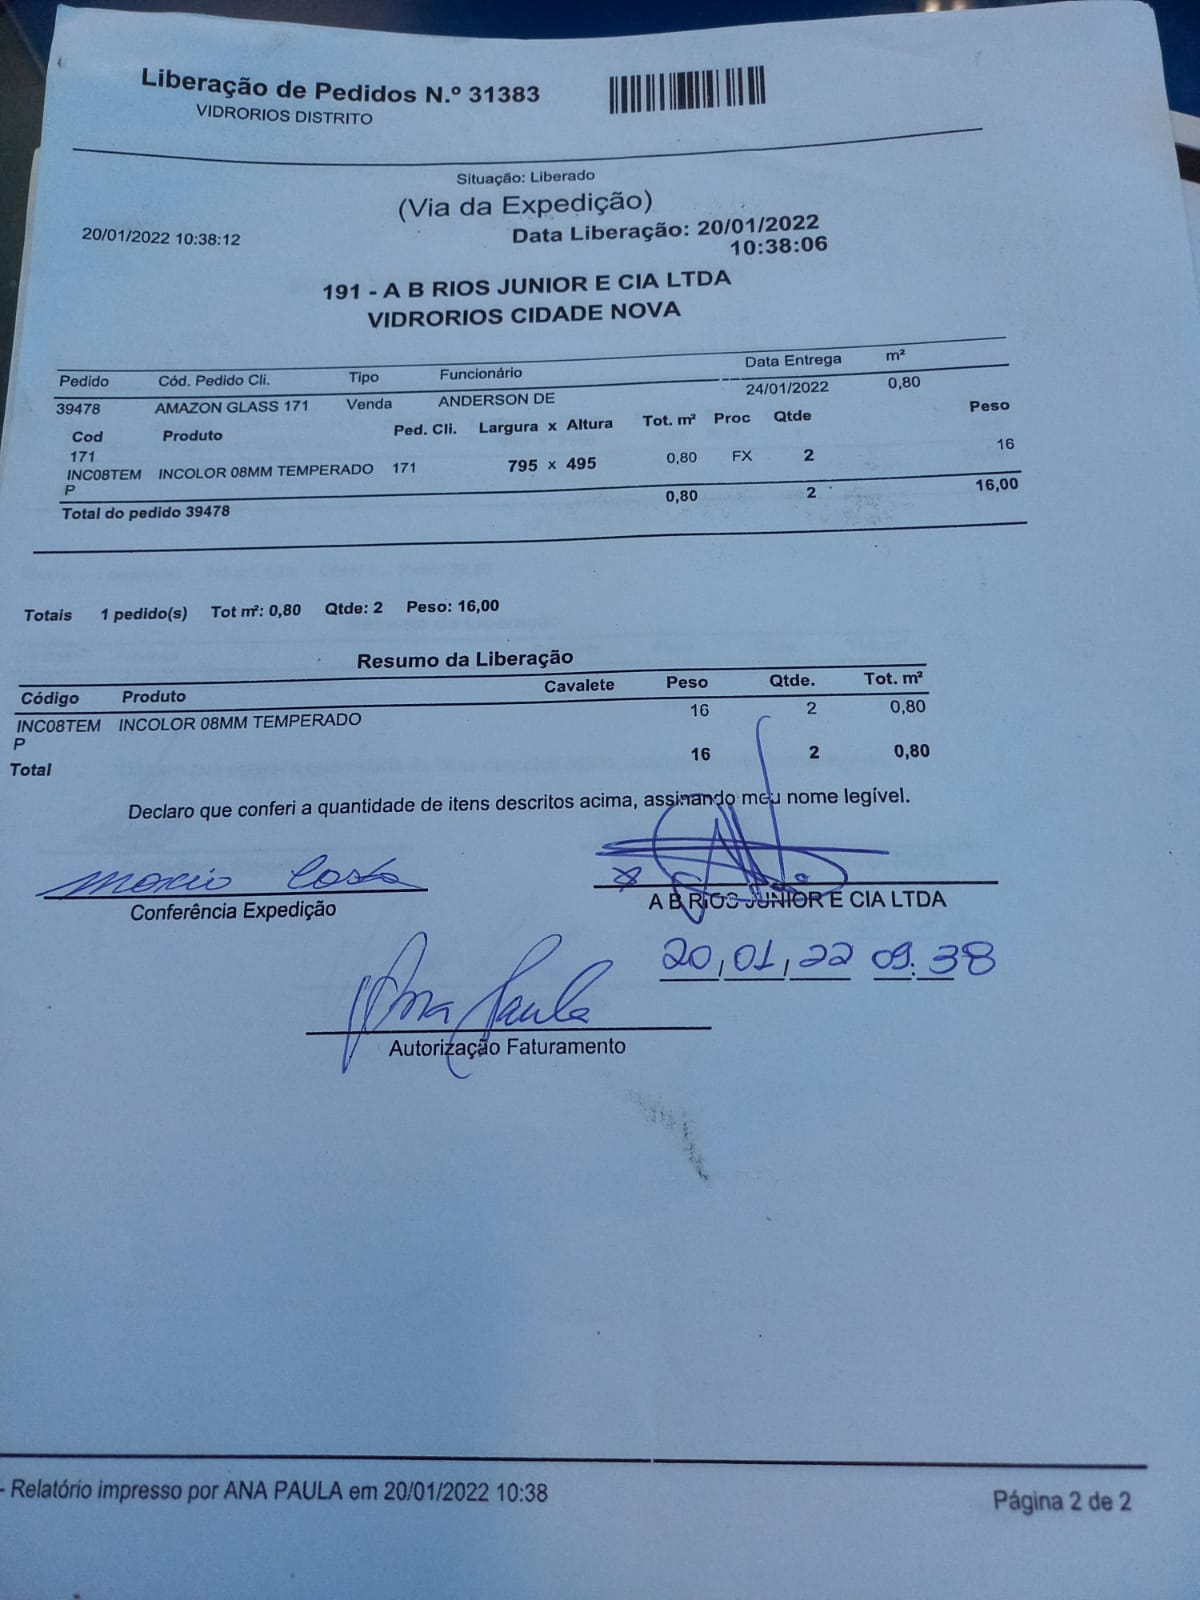 Liberação de Pedidos N.º 31383
VIDRORIOS DISTRITO
Situação: Liberado
(Via da Expedição)
20/01/2022 10:38:12
Data Liberação: 20/01/2022
10:38:06
191 - A B RIOS JUNIOR E CIA LTDA
VIDRORIOS CIDADE NOVA
Pedido Cód. Pedido Cli. Tipo Funcionário Data Entrega m²
39478 AMAZON GLASS 171 Venda ANDERSON DE 24/01/2022 0,80
Cod Produto Ped. Cli. Largura x Altura Tot. m² Proc Qtde Peso
171
INC08TEM INCOLOR 08MM TEMPERADO 171 795 x 495 0,80 FX 2 16
P
Total do pedido 39478 0,80 2 16,00
Totais 1 pedido(s) Tot m²: 0,80 Qtde: 2 Peso: 16,00
Resumo da Liberação
Código Produto Cavalete Peso Qtde. Tot. m²
INC08TEM INCOLOR 08MM TEMPERADO 16 2 0,80
P
Total 16 2 0,80
Declaro que conferi a quantidade de itens descritos acima, assinando meu nome legível.
Marcio Costa
Conferência Expedição
A B RIOS JUNIOR E CIA LTDA
20/01/22 09:38
Ana Paula
Autorização Faturamento
- Relatório impresso por ANA PAULA em 20/01/2022 10:38
Página 2 de 2